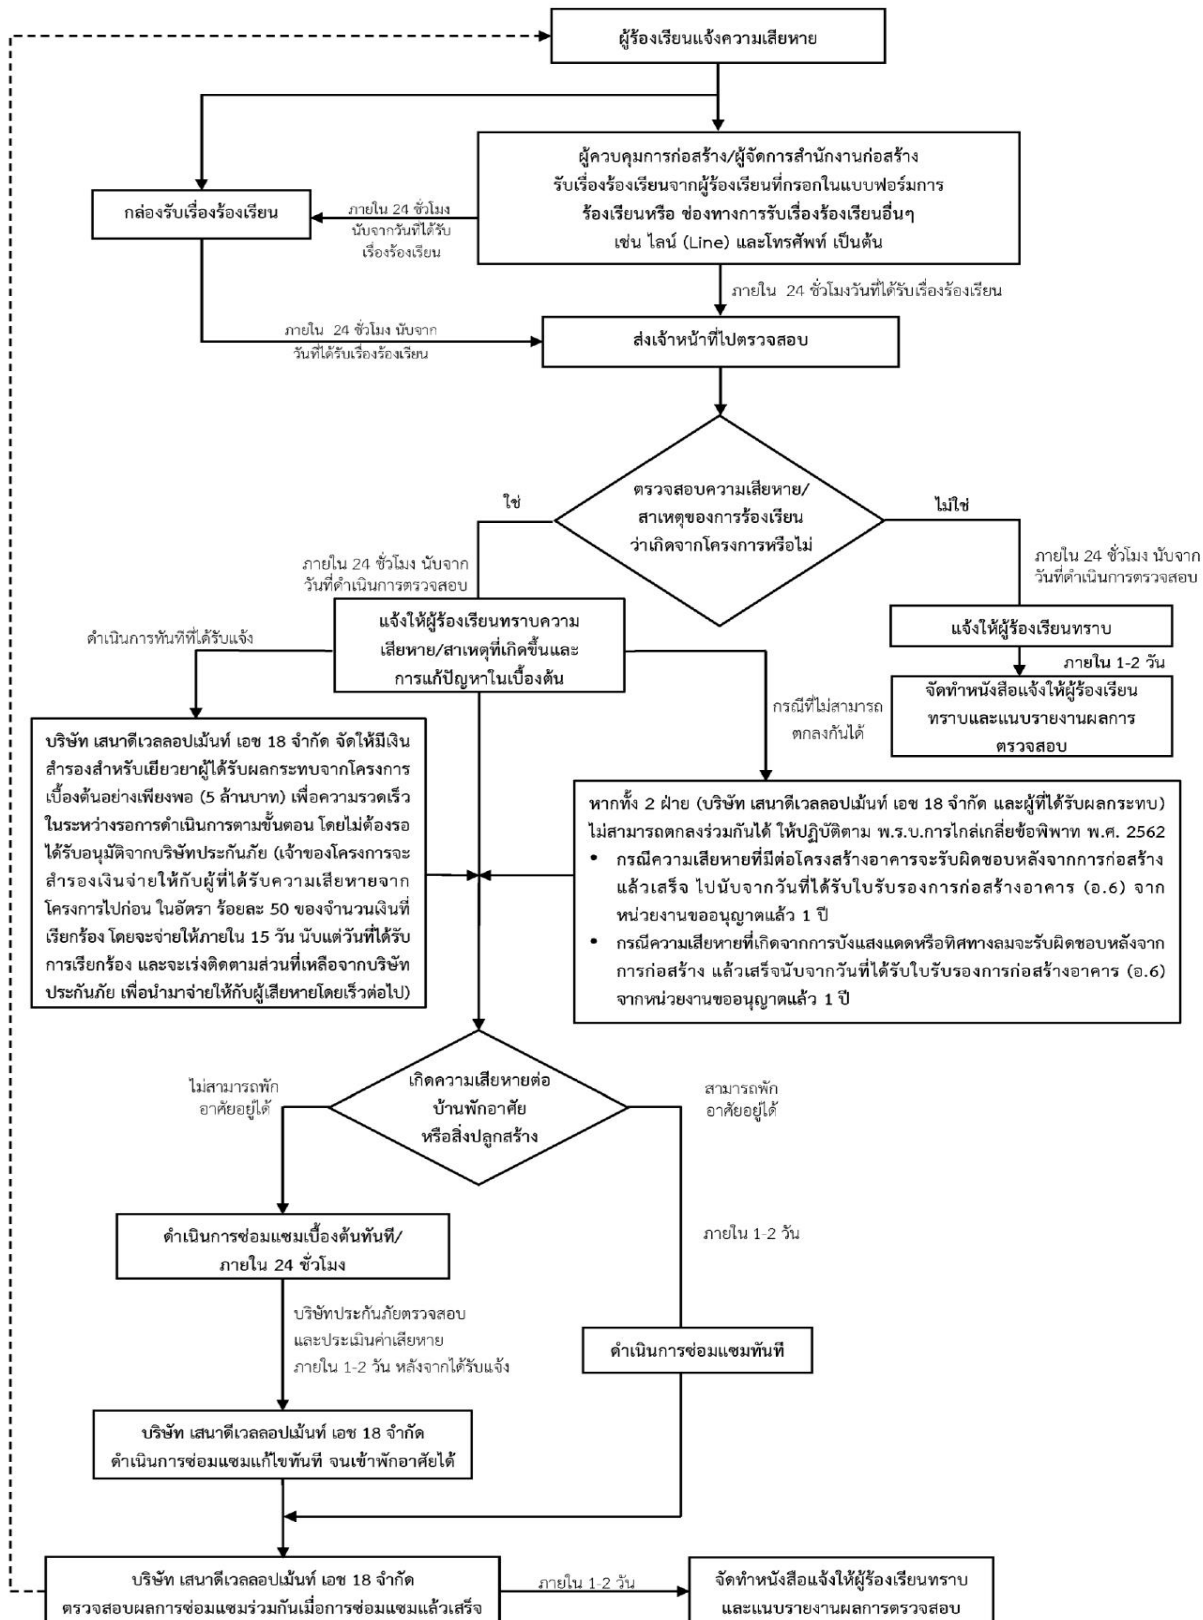 ผู้ร้องเรียนแจ้งความเสียหาย
ผู้ควบคุมการก่อสร้าง/ผู้จัดการสำนักงานก่อสร้าง
รับเรื่องร้องเรียนจากผู้ร้องเรียนที่กรอกในแบบฟอร์มการ
ร้องเรียนหรือ ช่องทางการรับเรื่องร้องเรียนอื่นๆ
เช่น ไลน์ (Line) และโทรศัพท์ เป็นต้น
กล่องรับเรื่องร้องเรียน
ภายใน 24 ชั่วโมง
นับจากวันที่ได้รับ
เรื่องร้องเรียน
ภายใน 24 ชั่วโมงวันที่ได้รับเรื่องร้องเรียน
ภายใน 24 ชั่วโมง นับจาก
วันที่ได้รับเรื่องร้องเรียน
ส่งเจ้าหน้าที่ไปตรวจสอบ
ตรวจสอบความเสียหาย/
สาเหตุของการร้องเรียน
ว่าเกิดจากโครงการหรือไม่
ใช่
ไม่ใช่
ภายใน 24 ชั่วโมง นับจาก
วันที่ดำเนินการตรวจสอบ
ภายใน 24 ชั่วโมง นับจาก
วันที่ดำเนินการตรวจสอบ
แจ้งให้ผู้ร้องเรียนทราบความ
เสียหาย/สาเหตุที่เกิดขึ้นและ
การแก้ปัญหาในเบื้องต้น
แจ้งให้ผู้ร้องเรียนทราบ
ภายใน 1-2 วัน
จัดทำหนังสือแจ้งให้ผู้ร้องเรียน
ทราบและแนบรายงานผลการ
ตรวจสอบ
ดำเนินการทันทีที่ได้รับแจ้ง
กรณีที่ไม่สามารถ
ตกลงกันได้
บริษัท เสนาดีเวลลอปเม้นท์ เอช 18 จำกัด จัดให้มีเงิน
สำรองสำหรับเยียวยาผู้ได้รับผลกระทบจากโครงการ
เบื้องต้นอย่างเพียงพอ (5 ล้านบาท) เพื่อความรวดเร็ว
ในระหว่างรอการดำเนินการตามขั้นตอน โดยไม่ต้องรอ
ได้รับอนุมัติจากบริษัทประกันภัย (เจ้าของโครงการจะ
สำรองเงินจ่ายให้กับผู้ที่ได้รับความเสียหายจาก
โครงการไปก่อน ในอัตรา ร้อยละ 50 ของจำนวนเงินที่
เรียกร้อง โดยจะจ่ายให้ภายใน 15 วัน นับแต่วันที่ได้รับ
การเรียกร้อง และจะเร่งติดตามส่วนที่เหลือจากบริษัท
ประกันภัย เพื่อนำมาจ่ายให้กับผู้เสียหายโดยเร็วต่อไป)
หากทั้ง 2 ฝ่าย (บริษัท เสนาดีเวลลอปเม้นท์ เอช 18 จำกัด และผู้ที่ได้รับผลกระทบ)
ไม่สามารถตกลงร่วมกันได้ ให้ปฏิบัติตาม พ.ร.บ.การไกล่เกลี่ยข้อพิพาท พ.ศ. 2562
• กรณีความเสียหายที่มีต่อโครงสร้างอาคารจะรับผิดชอบหลังจากการก่อสร้าง
แล้วเสร็จ ไปนับจากวันที่ได้รับใบรับรองการก่อสร้างอาคาร (อ.6) จาก
หน่วยงานขออนุญาตแล้ว 1 ปี
• กรณีความเสียหายที่เกิดจากการบังแสงแดดหรือทิศทางลมจะรับผิดชอบหลังจาก
การก่อสร้าง แล้วเสร็จนับจากวันที่ได้รับใบรับรองการก่อสร้างอาคาร (อ.6)
จากหน่วยงานขออนุญาตแล้ว 1 ปี
เกิดความเสียหายต่อ
บ้านพักอาศัย
หรือสิ่งปลูกสร้าง
ไม่สามารถพัก
อาศัยอยู่ได้
สามารถพัก
อาศัยอยู่ได้
ดำเนินการซ่อมแซมเบื้องต้นทันที/
ภายใน 24 ชั่วโมง
ภายใน 1-2 วัน
บริษัทประกันภัยตรวจสอบ
และประเมินค่าเสียหาย
ภายใน 1-2 วัน หลังจากได้รับแจ้ง
ดำเนินการซ่อมแซมทันที
บริษัท เสนาดีเวลลอปเม้นท์ เอช 18 จำกัด
ดำเนินการซ่อมแซมแก้ไขทันที จนเข้าพักอาศัยได้
บริษัท เสนาดีเวลลอปเม้นท์ เอช 18 จำกัด
ตรวจสอบผลการซ่อมแซมร่วมกันเมื่อการซ่อมแซมแล้วเสร็จ
ภายใน 1-2 วัน
จัดทำหนังสือแจ้งให้ผู้ร้องเรียนทราบ
และแนบรายงานผลการตรวจสอบ